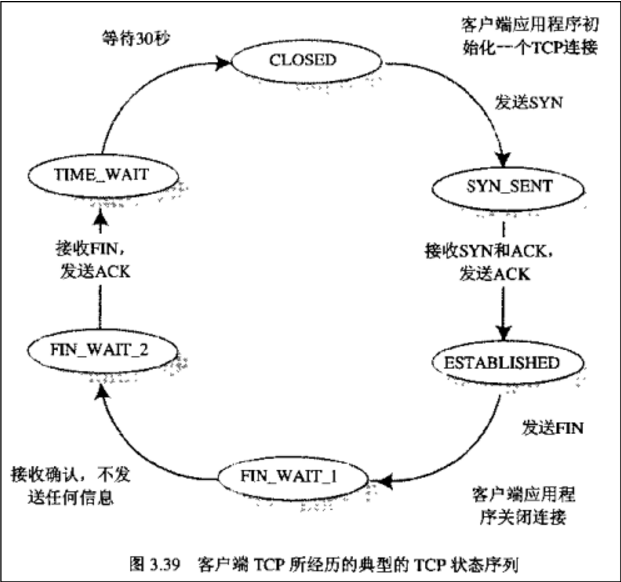 等待30秒
客户端应用程序初
始化一个TCP连接
CLOSED
发送SYN
TIME_WAIT
SYN_SENT
接收FIN,
发送ACK
接收SYN和ACK,
发送ACK
FIN_WAIT_2
ESTABLISHED
发送FIN
接收确认，不发
送任何信息
FIN_WAIT_1
客户端应用程
序关闭连接
图 3.39 客户端 TCP 所经历的典型的 TCP 状态序列